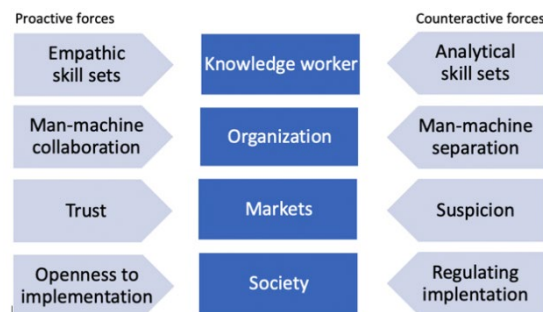 Proactive forces
Counteractive forces
Empathic
skill sets
Knowledge worker
Analytical
skill sets
Man-machine
collaboration
Organization
Man-machine
separation
Trust
Markets
Suspicion
Openness to
implementation
Society
Regulating
implentation